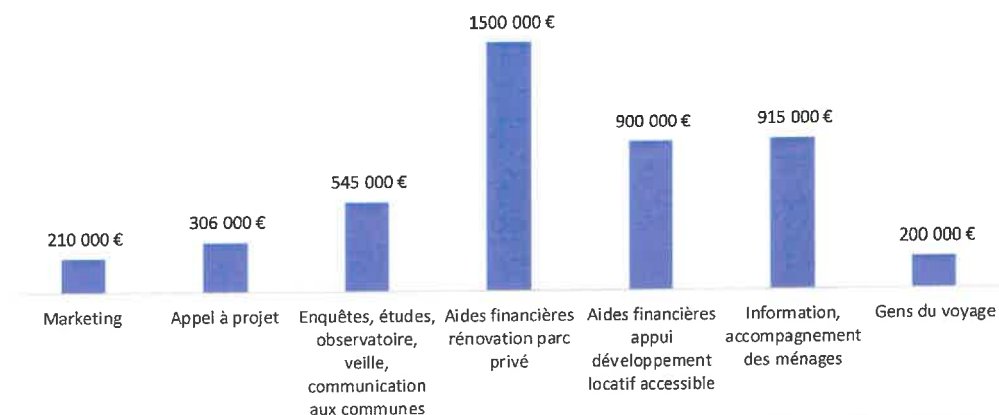 1500 000 €
900 000 €
915 000 €
545 000 €
306 000 €
210 000 €
200 000 €
Marketing
Appel à projet
Enquêtes, études,
observatoire,
veille,
communication
aux communes
Aides financières
rénovation parc
privé
Aides financières
appui
développement
locatif accessible
Information,
accompagnement
des ménages
Gens du voyage